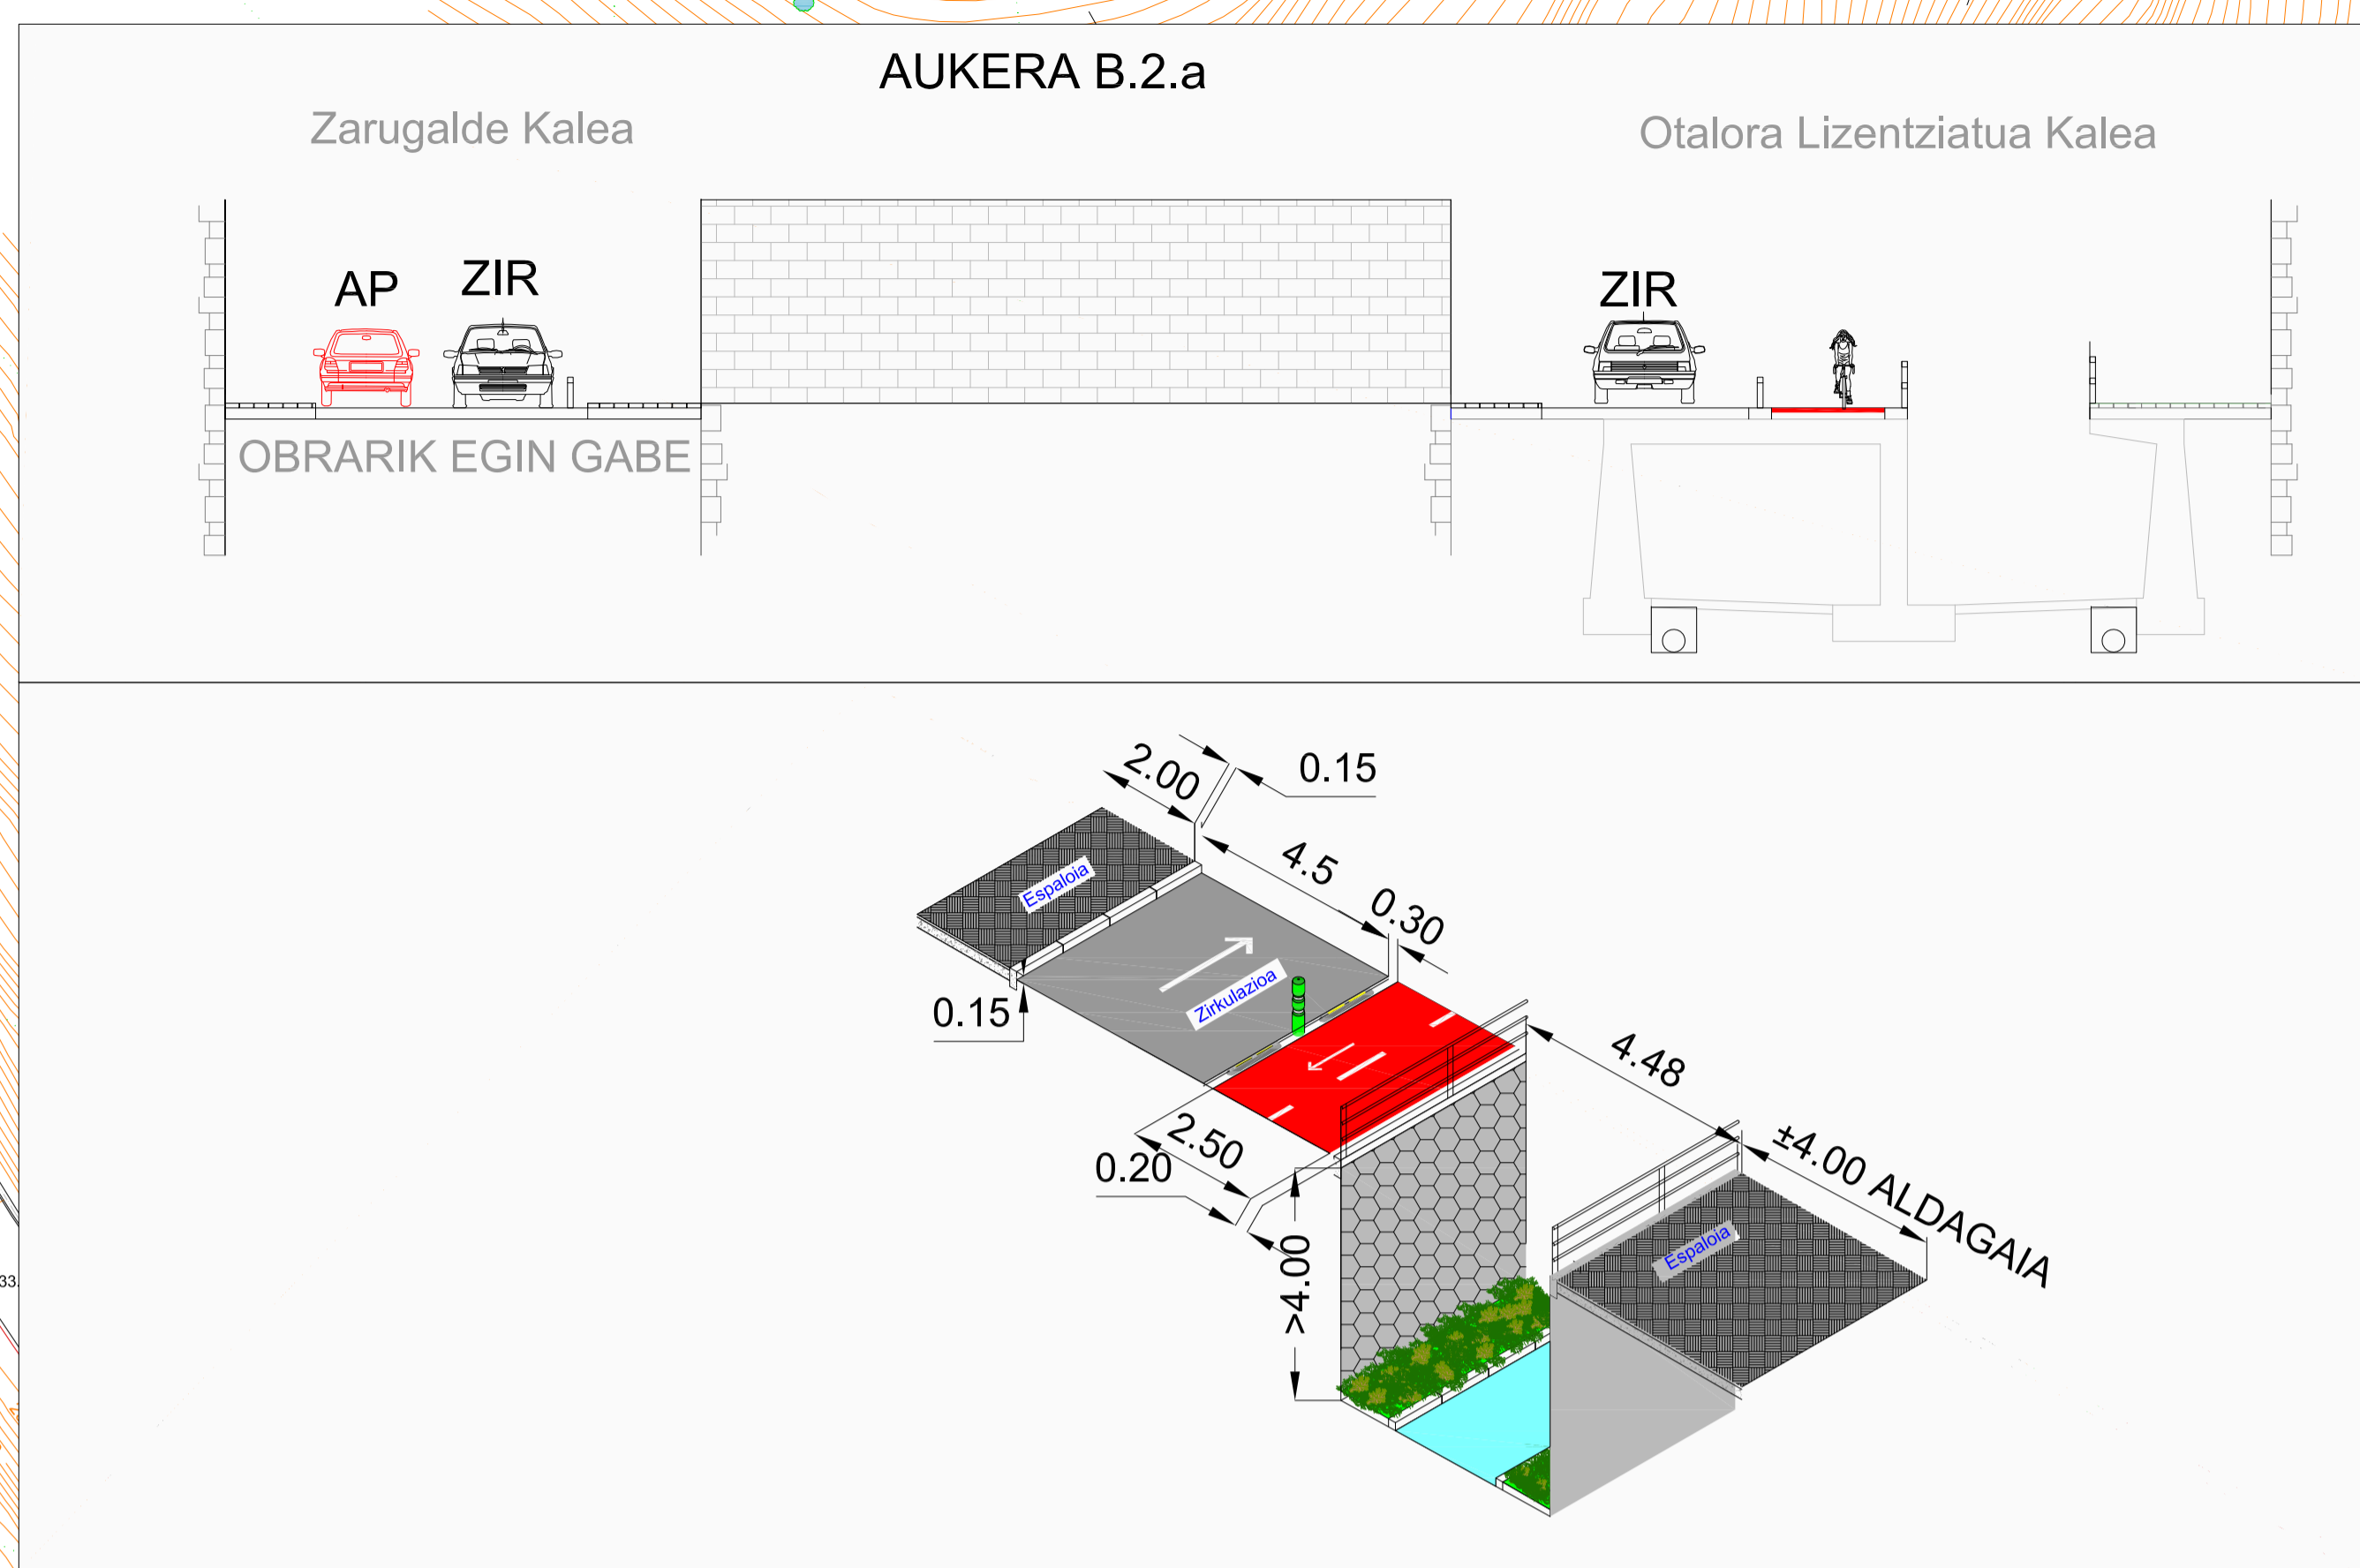 AUKERA B.2.a
Zarugalde Kalea
Otalora Lizentziatua Kalea
AP
ZIR
ZIR
OBRARIK EGIN GABE
2.00
0.15
4.5
0.30
Espaloia
Zirkulazioa
0.15
4.48
2.50
0.20
±4.00 ALDAGAIA
Espaloia
>4.00
33.